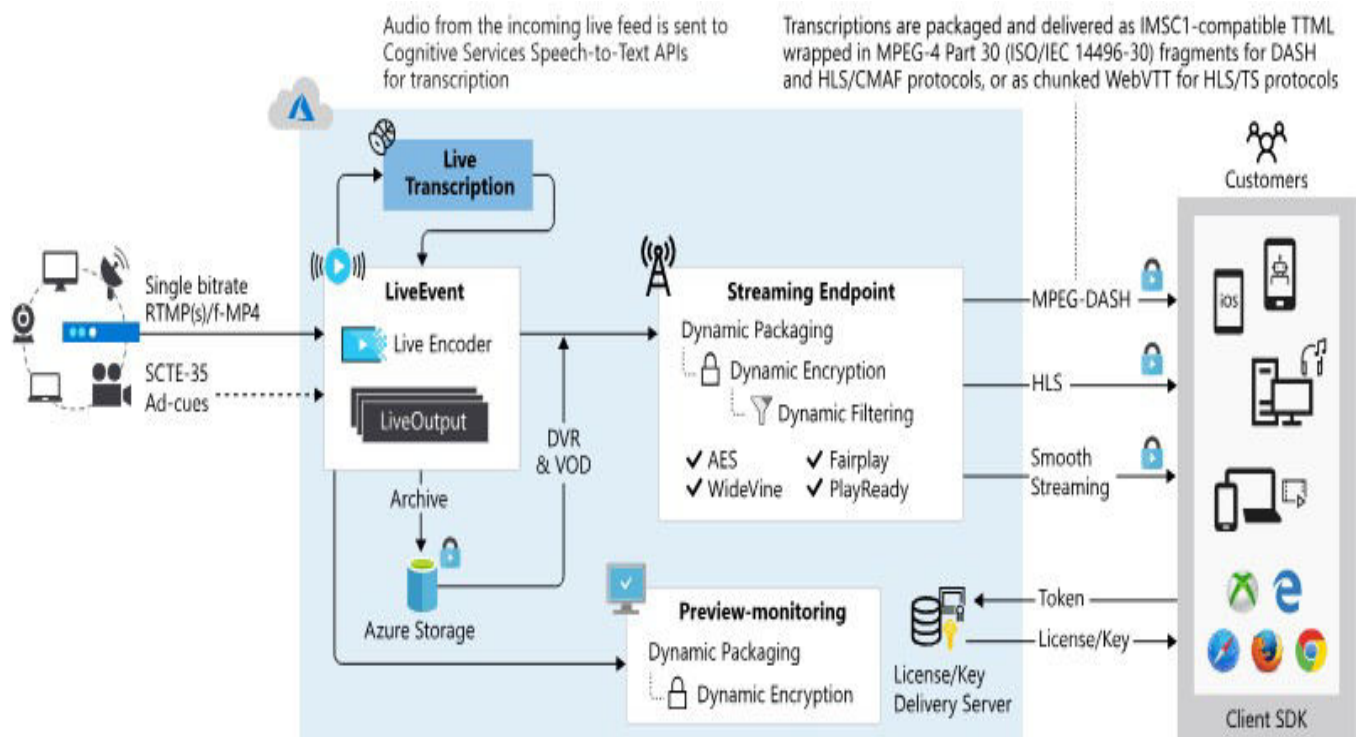 Audio from the incoming live feed is sent to
Cognitive Services Speech-to-Text APIs
for transcription
Transcriptions are packaged and delivered as IMSC1-compatible TTML
wrapped in MPEG-4 Part 30 (ISO/IEC 14496-30) fragments for DASH
and HLS/CMAF protocols, or as chunked WebVTT for HLS/TS protocols
Live
Transcription
Customers
Single bitrate
RTMP(s)/f-MP4
SCTE-35
Ad-cues
LiveEvent
Live Encoder
LiveOutput
DVR
& VOD
Archive
Azure Storage
Streaming Endpoint
Dynamic Packaging
Dynamic Encryption
Dynamic Filtering
✓ AES
✓ Fairplay
✓ WideVine
✓ PlayReady
MPEG-DASH
HLS
Smooth
Streaming
iOS
Preview-monitoring
Dynamic Packaging
Dynamic Encryption
License/Key
Delivery Server
Token
License/Key
Client SDK